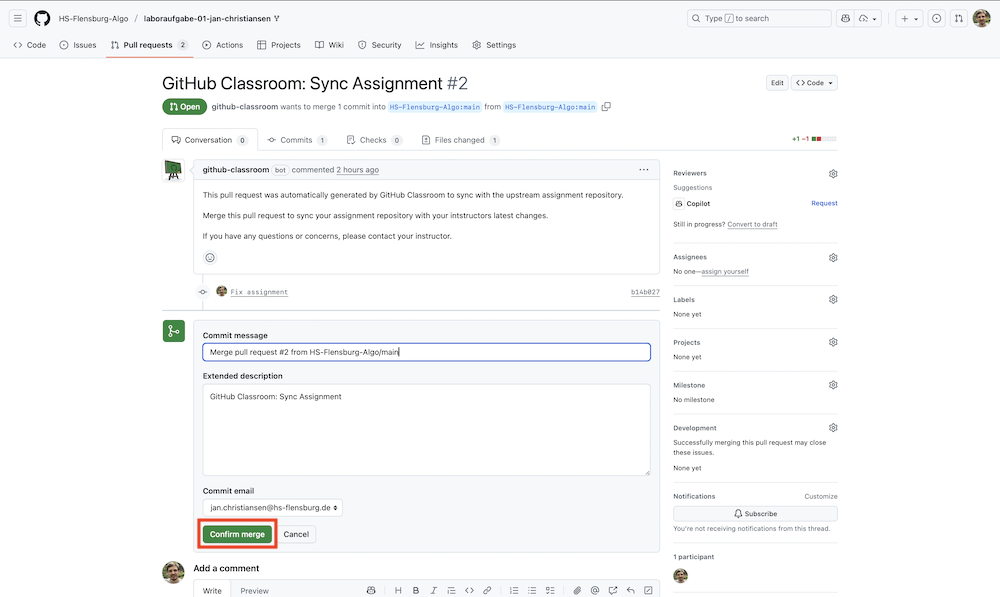 HS-Flensburg-Algo / laboraufgabe-01-jan-christiansen
Type / to search
Code Issues Pull requests 2 Actions Projects Wiki Security Insights Settings
GitHub Classroom: Sync Assignment #2
Edit <> Code
Open github-classroom wants to merge 1 commit into HS-Flensburg-Algo:main from HS-Flensburg-Algo:main
Conversation 0 Commits 1 Checks 0 Files changed 1
+1 −1
github-classroom bot commented 2 hours ago
This pull request was automatically generated by GitHub Classroom to sync with the upstream assignment repository.
Merge this pull request to sync your assignment repository with your intstructors latest changes.
If you have any questions or concerns, please contact your instructor.
Fix assignment b14b027
Commit message
Merge pull request #2 from HS-Flensburg-Algo/main
Extended description
GitHub Classroom: Sync Assignment
Commit email
jan.christiansen@hs-flensburg.de
Confirm merge Cancel
Add a comment
Write Preview
H B I
Reviewers
Suggestions
Copilot Request
Still in progress? Convert to draft
Assignees
No one—assign yourself
Labels
None yet
Projects
None yet
Milestone
No milestone
Development
Successfully merging this pull request may close
these issues.
None yet
Notifications Customize
Subscribe
You're not receiving notifications from this thread.
1 participant